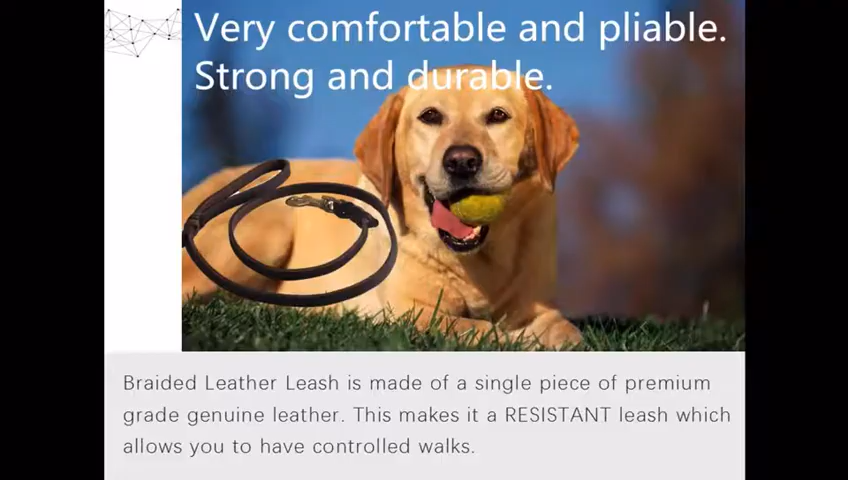 Very comfortable and pliable.
Strong and durable.
Braided Leather Leash is made of a single piece of premium
grade genuine leather. This makes it a RESISTANT leash which
allows you to have controlled walks.